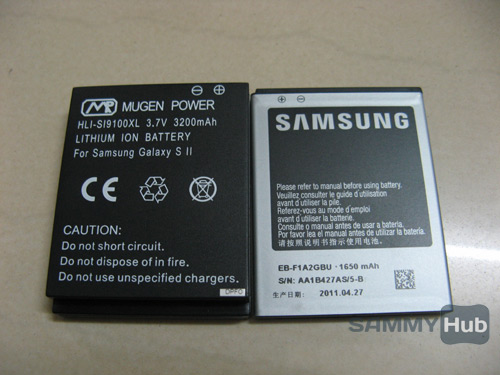 MP MUGEN POWER
HLI-SI9100XL 3.7V 3200mAh
LITHIUM ION BATTERY
For Samsung Galaxy S II
CE
CAUTION:
Do not short circuit.
Do not dispose of in fire.
Do not use unspecified chargers.
SAMSUNG
Please refer to manual before using battery.
Veuillez consulter le guide d'utilisation
avant d'utiliser la pile.
Referez-vous au mode d'emploi
avant d'utiliser la batterie.
Consulte o manual antes de usar a bateria.
Por favor lea el manual antes de
usar la bateria.
请按照说明书指示使用电池.
EB-F1A2GBU · 1650 mAh
S/N: AA1B427AS/5-B
生产日期: 2011.04.27
SAMMYHub